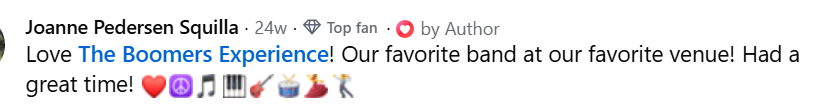 Joanne Pedersen Squilla · 24w · Top fan · by Author
Love The Boomers Experience! Our favorite band at our favorite venue! Had a
great time! ❤️☮️🎵🎹🎸🥁💃🕺